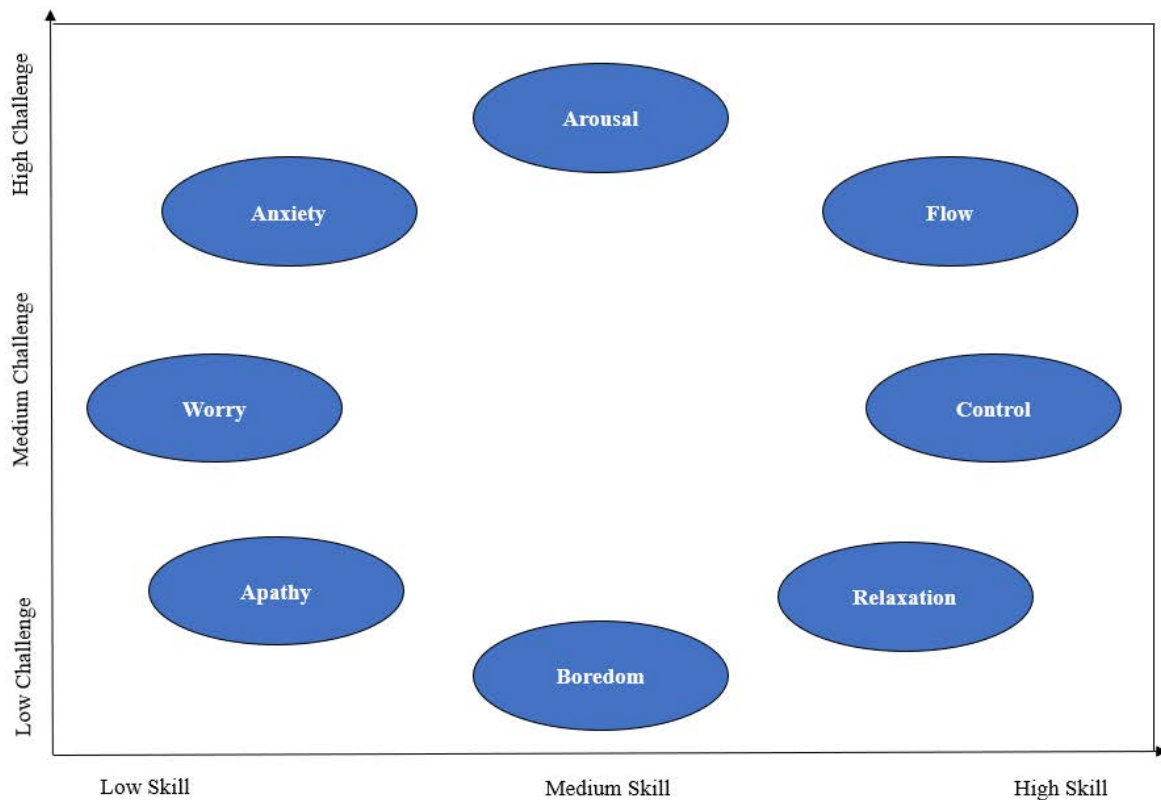 High Challenge
Medium Challenge
Low Challenge
Arousal
Anxiety
Flow
Worry
Control
Apathy
Relaxation
Boredom
Low Skill
Medium Skill
High Skill